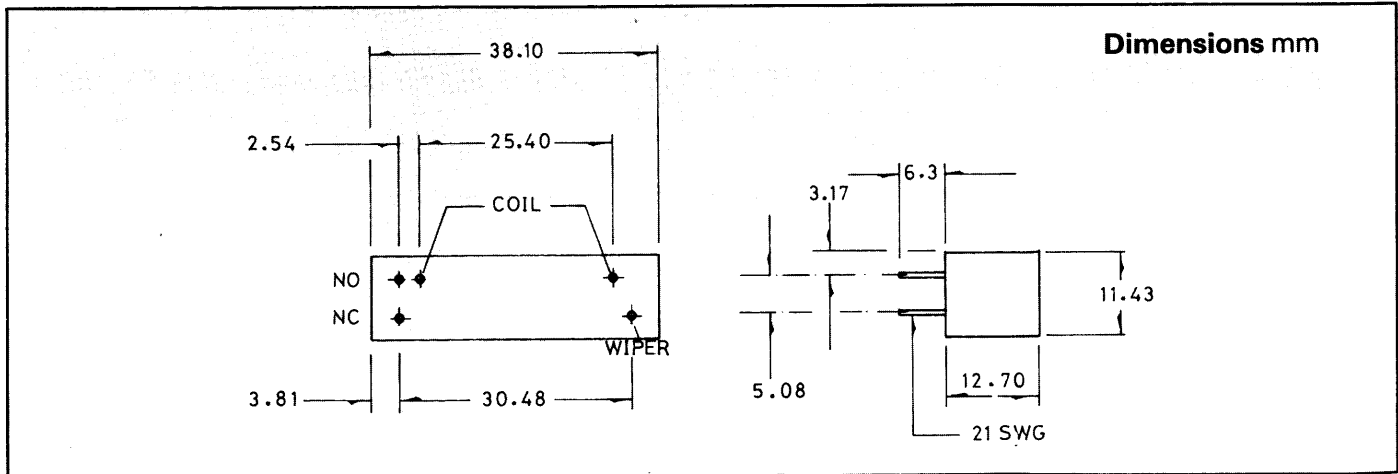 Dimensions mm
38.10
2.54
25.40
6.3
3.17
COIL
NO
NC
11.43
WIPER
3.81
30.48
5.08
12.70
21 SWG